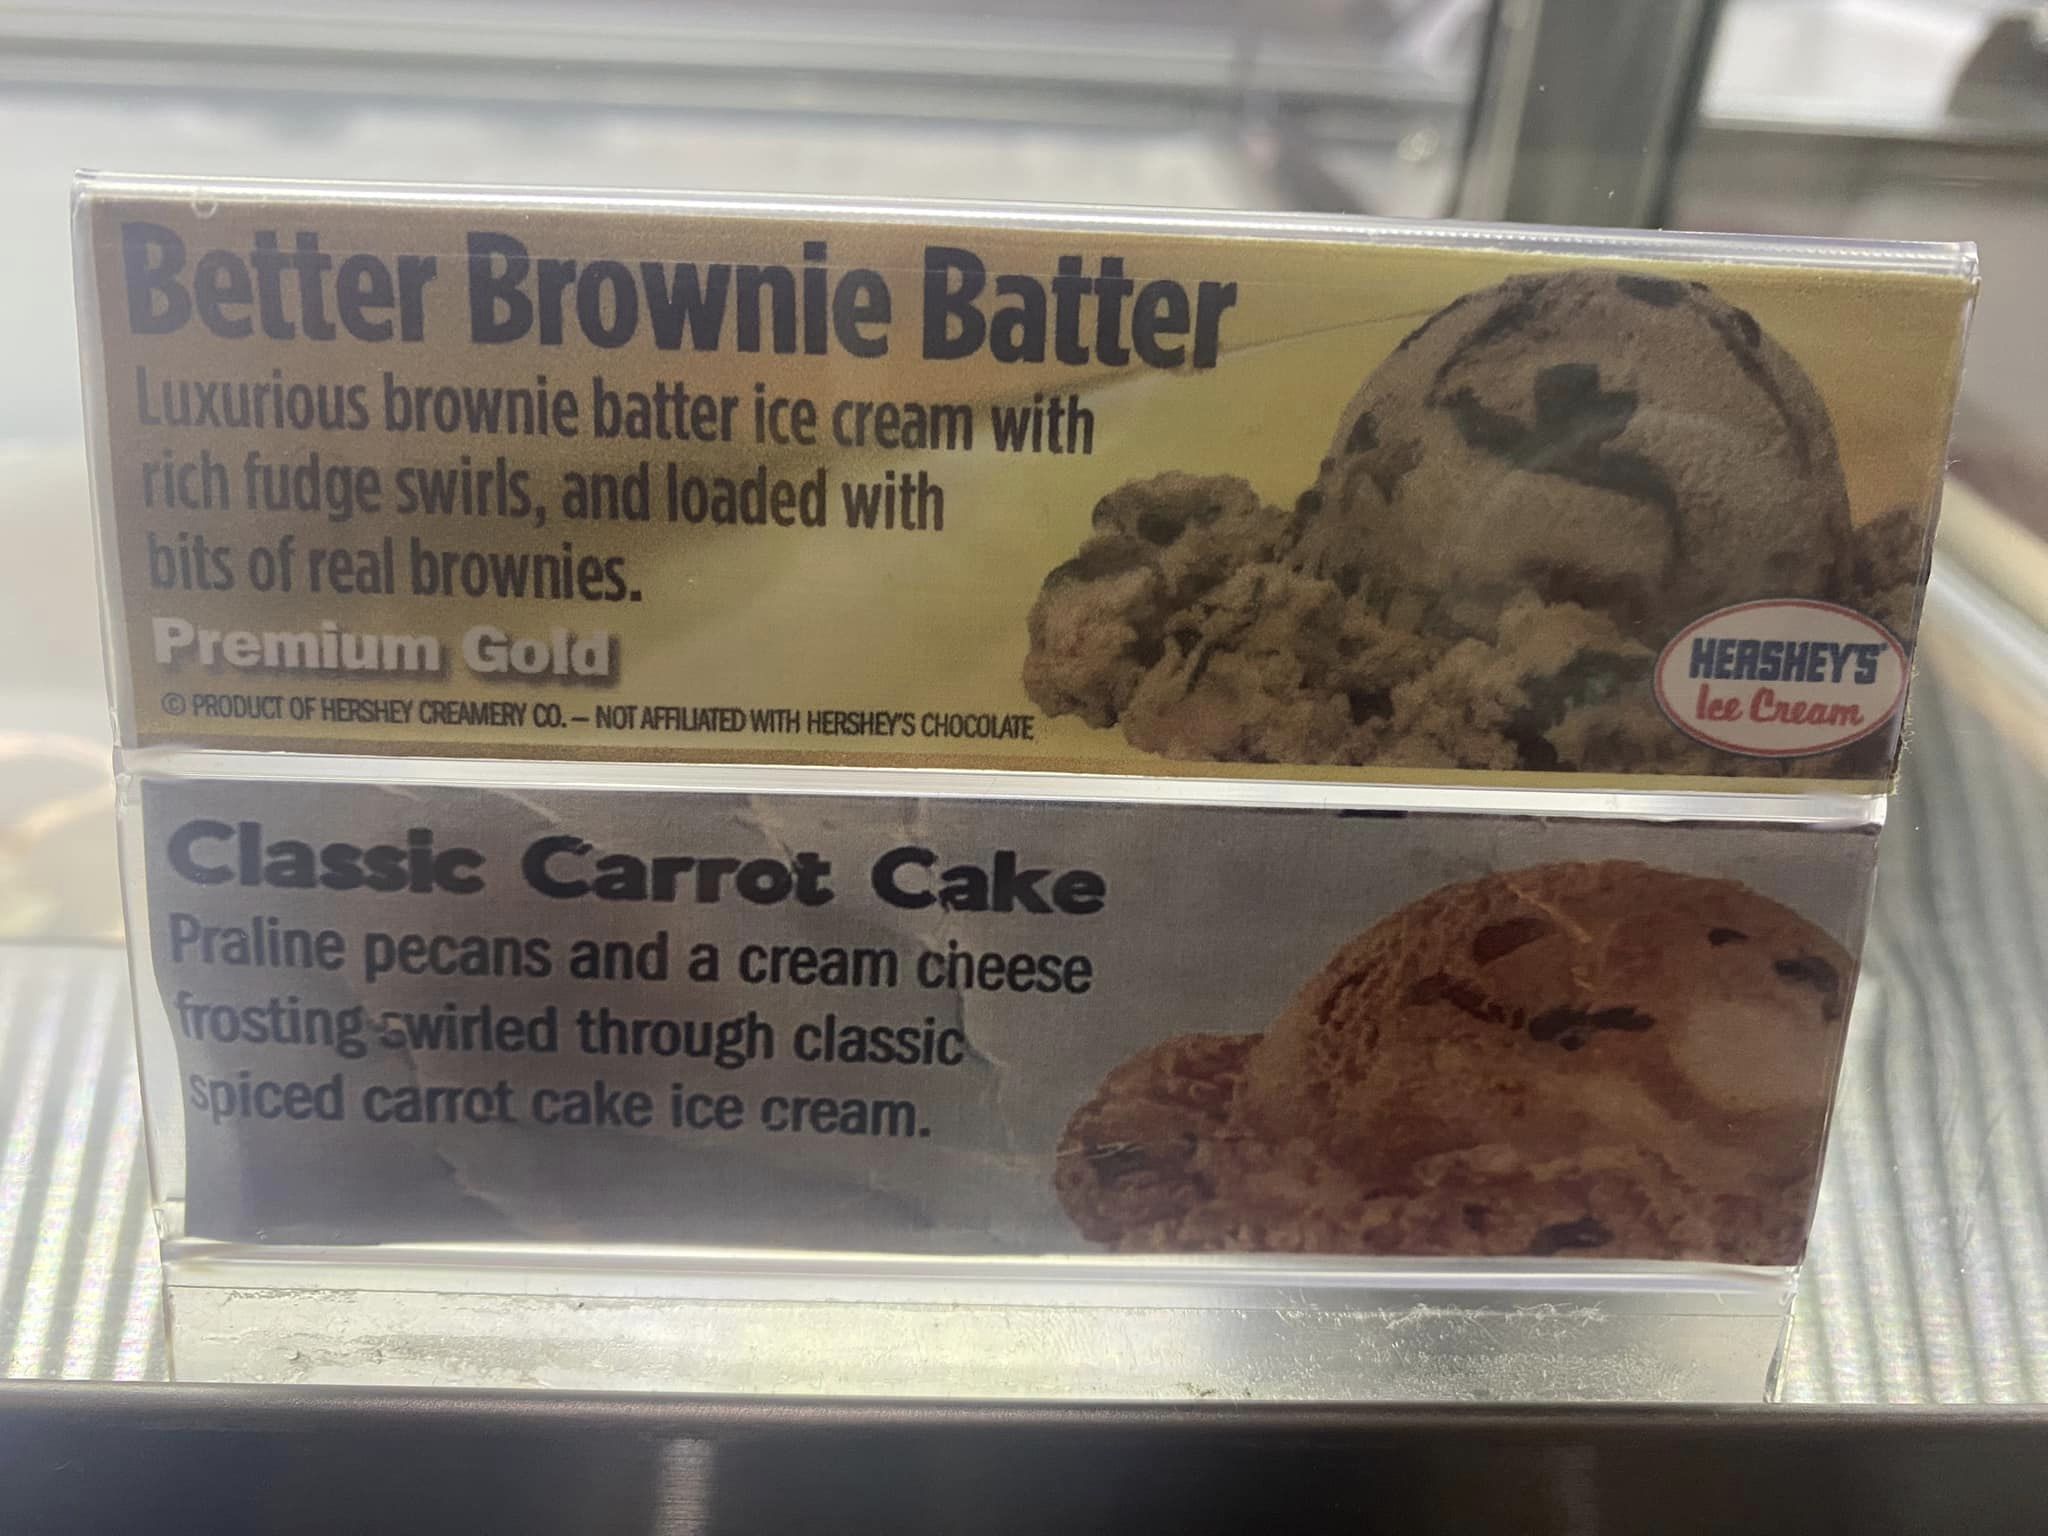 Better Brownie Batter
Luxurious brownie batter ice cream with
rich fudge swirls, and loaded with
bits of real brownies.
Premium Gold
© PRODUCT OF HERSHEY CREAMERY CO. – NOT AFFILIATED WITH HERSHEY'S CHOCOLATE
HERSHEY'S®
Ice Cream
Classic Carrot Cake
Praline pecans and a cream cheese
frosting swirled through classic
spiced carrot cake ice cream.